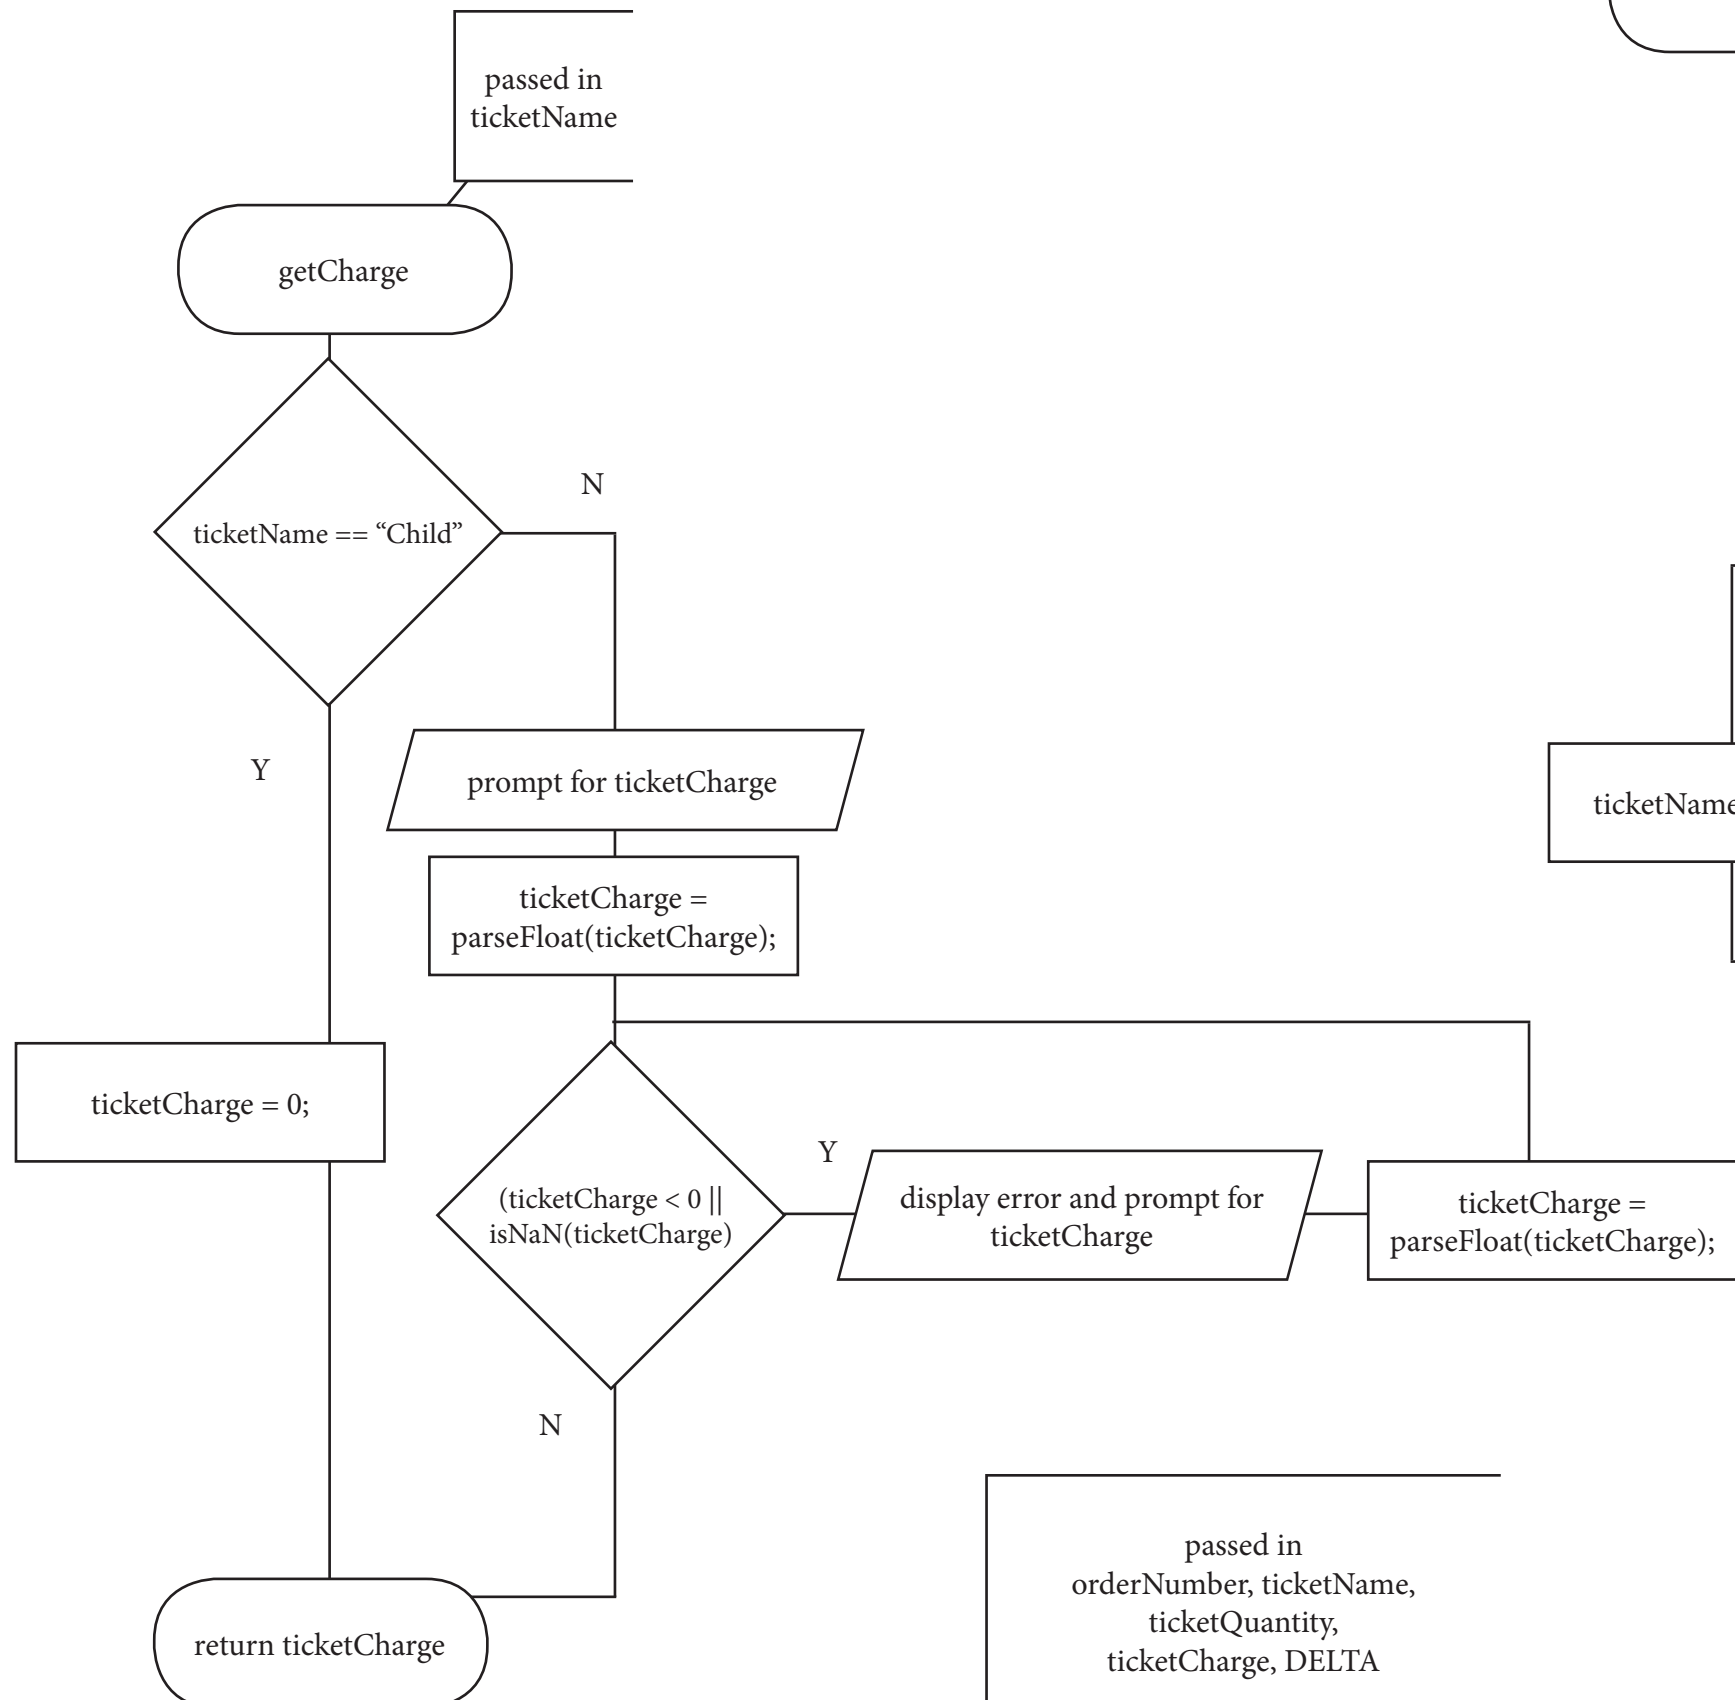 passed in
ticketName
getCharge
N
ticketName == “Child”
Y
prompt for ticketCharge
ticketName
ticketCharge =
parseFloat(ticketCharge);
ticketCharge = 0;
Y
(ticketCharge < 0 ||
isNaN(ticketCharge)
display error and prompt for
ticketCharge
ticketCharge =
parseFloat(ticketCharge);
N
passed in
orderNumber, ticketName,
ticketQuantity,
ticketCharge, DELTA
return ticketCharge